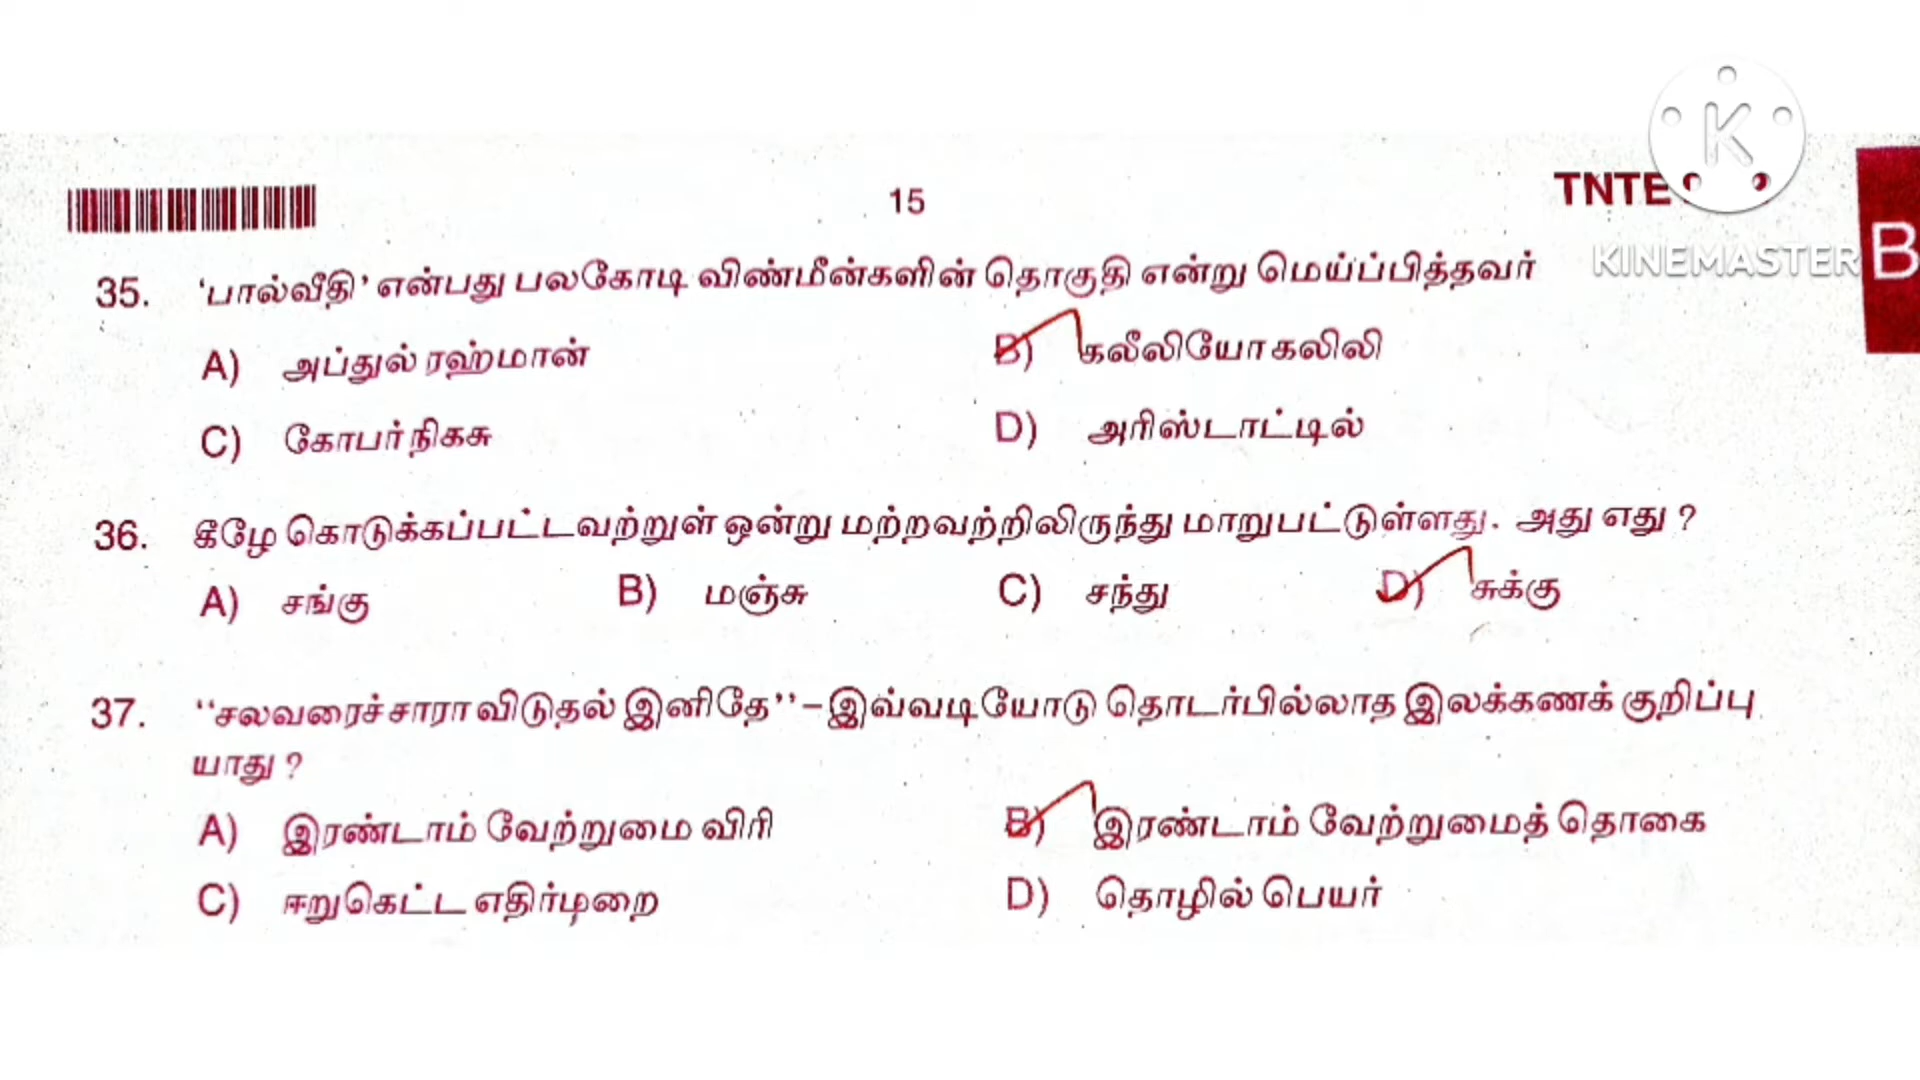 15
TNTE
KINEMASTER
B
35. 'பால்வீதி' என்பது பலகோடி விண்மீன்களின் தொகுதி என்று மெய்ப்பித்தவர்
A) அப்துல் ரஹ்மான் B) கலீலியோ கலிலி
C) கோபர்நிகசு D) அரிஸ்டாட்டில்
36. கீழே கொடுக்கப்பட்டவற்றுள் ஒன்று மற்றவற்றிலிருந்து மாறுபட்டுள்ளது. அது எது ?
A) சங்கு B) மஞ்சு C) சந்து D) சுக்கு
37. "சலவரைச்சாரா விடுதல் இனிதே" – இவ்வடியோடு தொடர்பில்லாத இலக்கணக் குறிப்பு
யாது ?
A) இரண்டாம் வேற்றுமை விரி B) இரண்டாம் வேற்றுமைத் தொகை
C) ஈறுகெட்ட எதிர்மறை D) தொழில் பெயர்